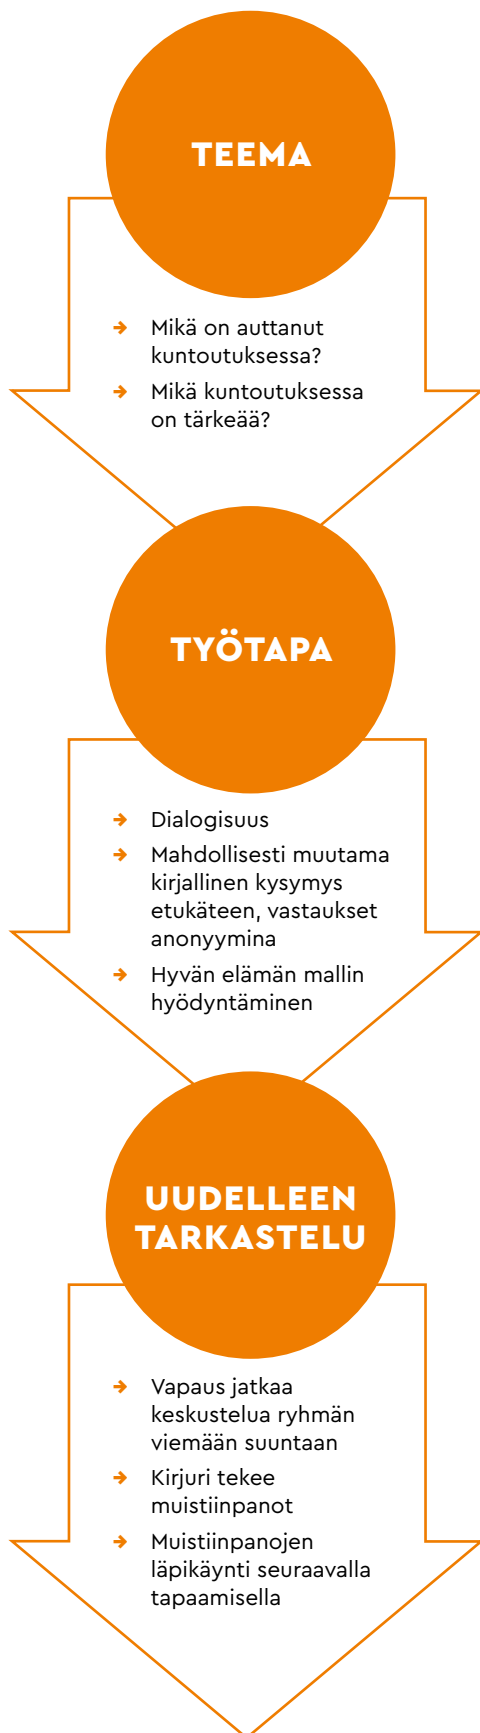 TEEMA
→ Mikä on auttanut
kuntoutuksessa?
→ Mikä kuntoutuksessa
on tärkeää?
TYÖTAPA
→ Dialogisuus
→ Mahdollisesti muutama
kirjallinen kysymys
etukäteen, vastaukset
anonyymina
→ Hyvän elämän mallin
hyödyntäminen
UUDELLEEN
TARKASTELU
→ Vapaus jatkaa
keskustelua ryhmän
viemään suuntaan
→ Kirjuri tekee
muistiinpanot
→ Muistiinpanojen
läpikäynti seuraavalla
tapaamisella